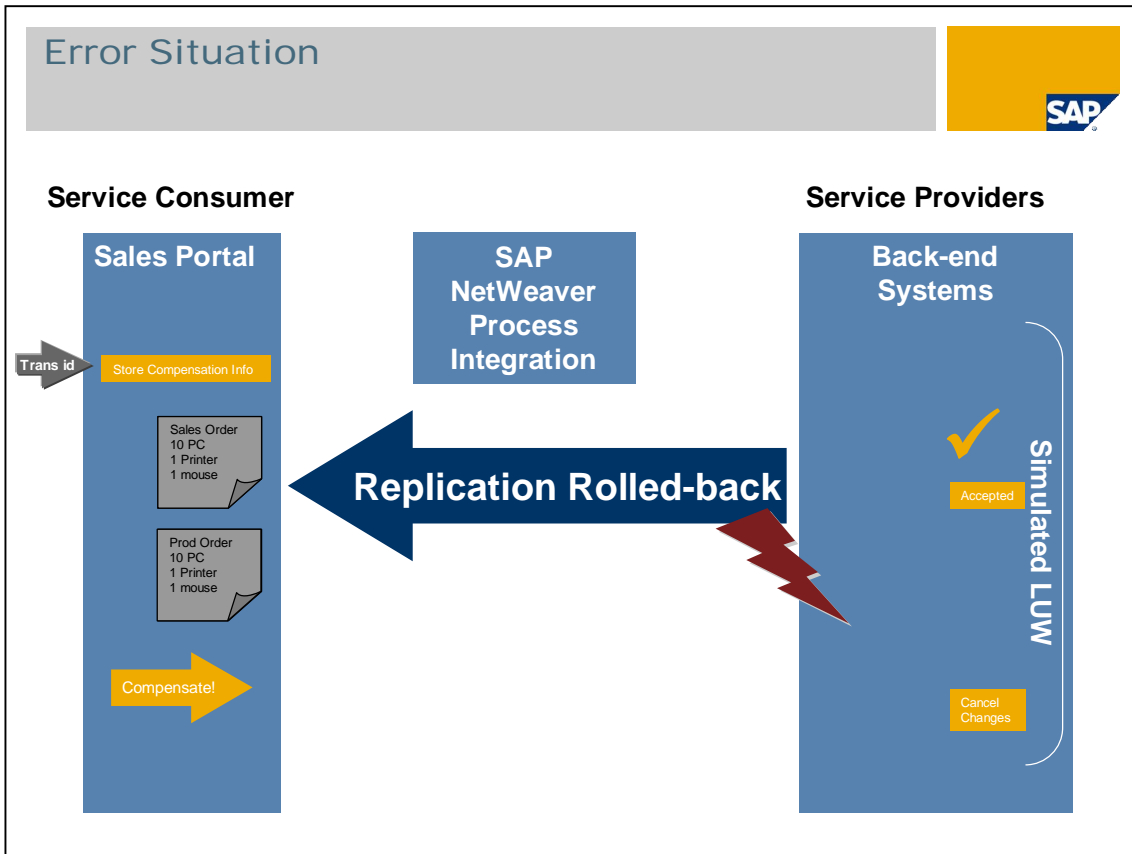 Error Situation
SAP
Service Consumer
Service Providers
Sales Portal
SAP
NetWeaver
Process
Integration
Back-end
Systems
Trans id
Store Compensation Info
Sales Order
10 PC
1 Printer
1 mouse
Replication Rolled-back
Accepted
Simulated LUW
Prod Order
10 PC
1 Printer
1 mouse
Compensate!
Cancel
Changes